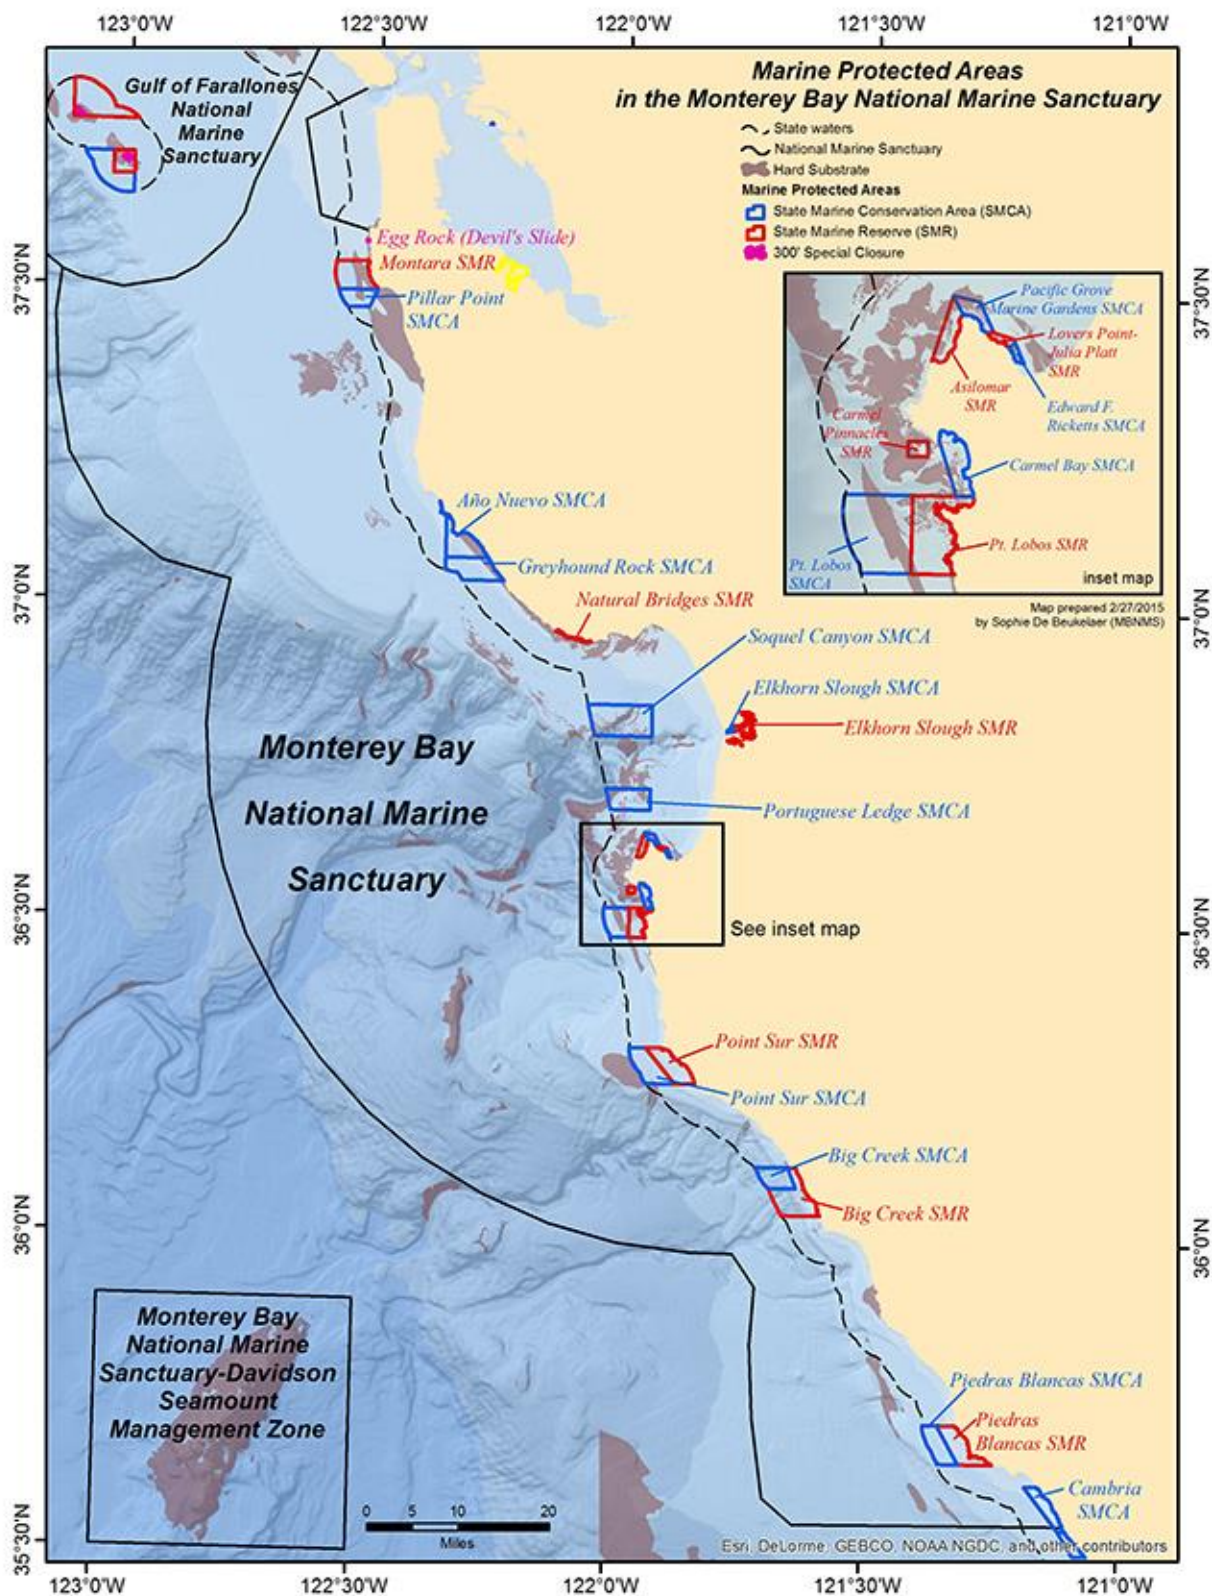 123°0'W
122°30'W
122°0'W
121°30'W
121°0'W
Marine Protected Areas
in the Monterey Bay National Marine Sanctuary
State waters
National Marine Sanctuary
Hard Substrate
Marine Protected Areas
State Marine Conservation Area (SMCA)
State Marine Reserve (SMR)
300' Special Closure
Gulf of Farallones
National
Marine
Sanctuary
Egg Rock (Devil's Slide)
Montara SMR
Pillar Point
SMCA
37°30'N
37°30'N
Pacific Grove
Marine Gardens SMCA
Lovers Point-
Julia Platt
SMR
Asilomar
SMR
Edward F.
Ricketts SMCA
Carmel
Pinnacles
SMR
Carmel Bay SMCA
Pt. Lobos SMR
Pt. Lobos
SMCA
inset map
Map prepared 2/27/2015
by Sophie De Beukelaer (MBNMS)
Año Nuevo SMCA
Greyhound Rock SMCA
37°0'N
37°0'N
Natural Bridges SMR
Soquel Canyon SMCA
Elkhorn Slough SMCA
Elkhorn Slough SMR
Monterey Bay
National Marine
Sanctuary
Portuguese Ledge SMCA
See inset map
36°30'N
36°30'N
Point Sur SMR
Point Sur SMCA
Big Creek SMCA
Big Creek SMR
36°0'N
36°0'N
Monterey Bay
National Marine
Sanctuary-Davidson
Seamount
Management Zone
Piedras Blancas SMCA
Piedras
Blancas SMR
Cambria
SMCA
0 5 10 20
Miles
Esri, DeLorme, GEBCO, NOAA NGDC, and other contributors
35°30'N
35°30'N
123°0'W
122°30'W
122°0'W
121°30'W
121°0'W